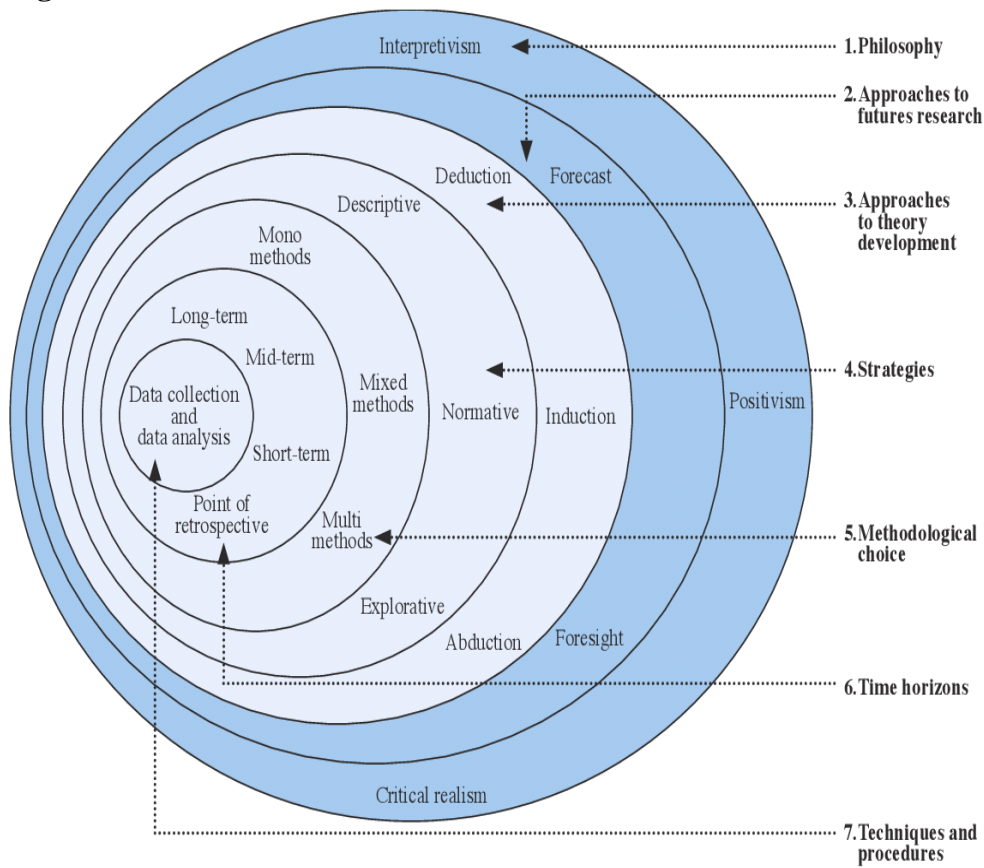 Interpretivism
1.Philosophy
2.Approaches to
futures research
Deduction
Forecast
3.Approaches
to theory
development
Descriptive
Mono
methods
Long-term
Mid-term
4.Strategies
Data collection
and
data analysis
Mixed
methods
Normative
Induction
Positivism
Short-term
Point of
retrospective
Multi
methods
5.Methodological
choice
Explorative
Abduction
Foresight
6.Time horizons
Critical realism
7.Techniques and
procedures